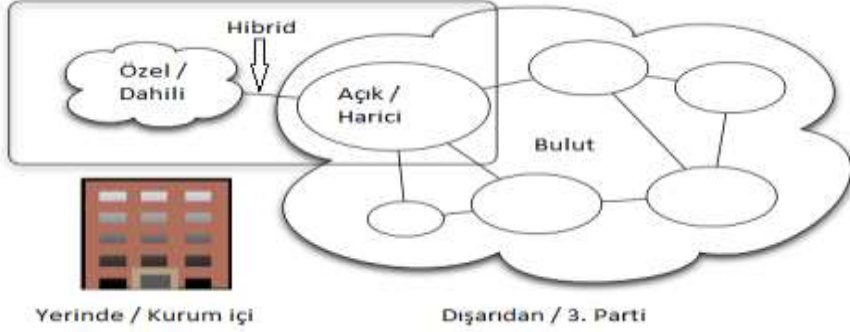 Hibrid
Özel /
Dahili
Açık /
Harici
Bulut
Yerinde / Kurum içi
Dışarıdan / 3. Parti